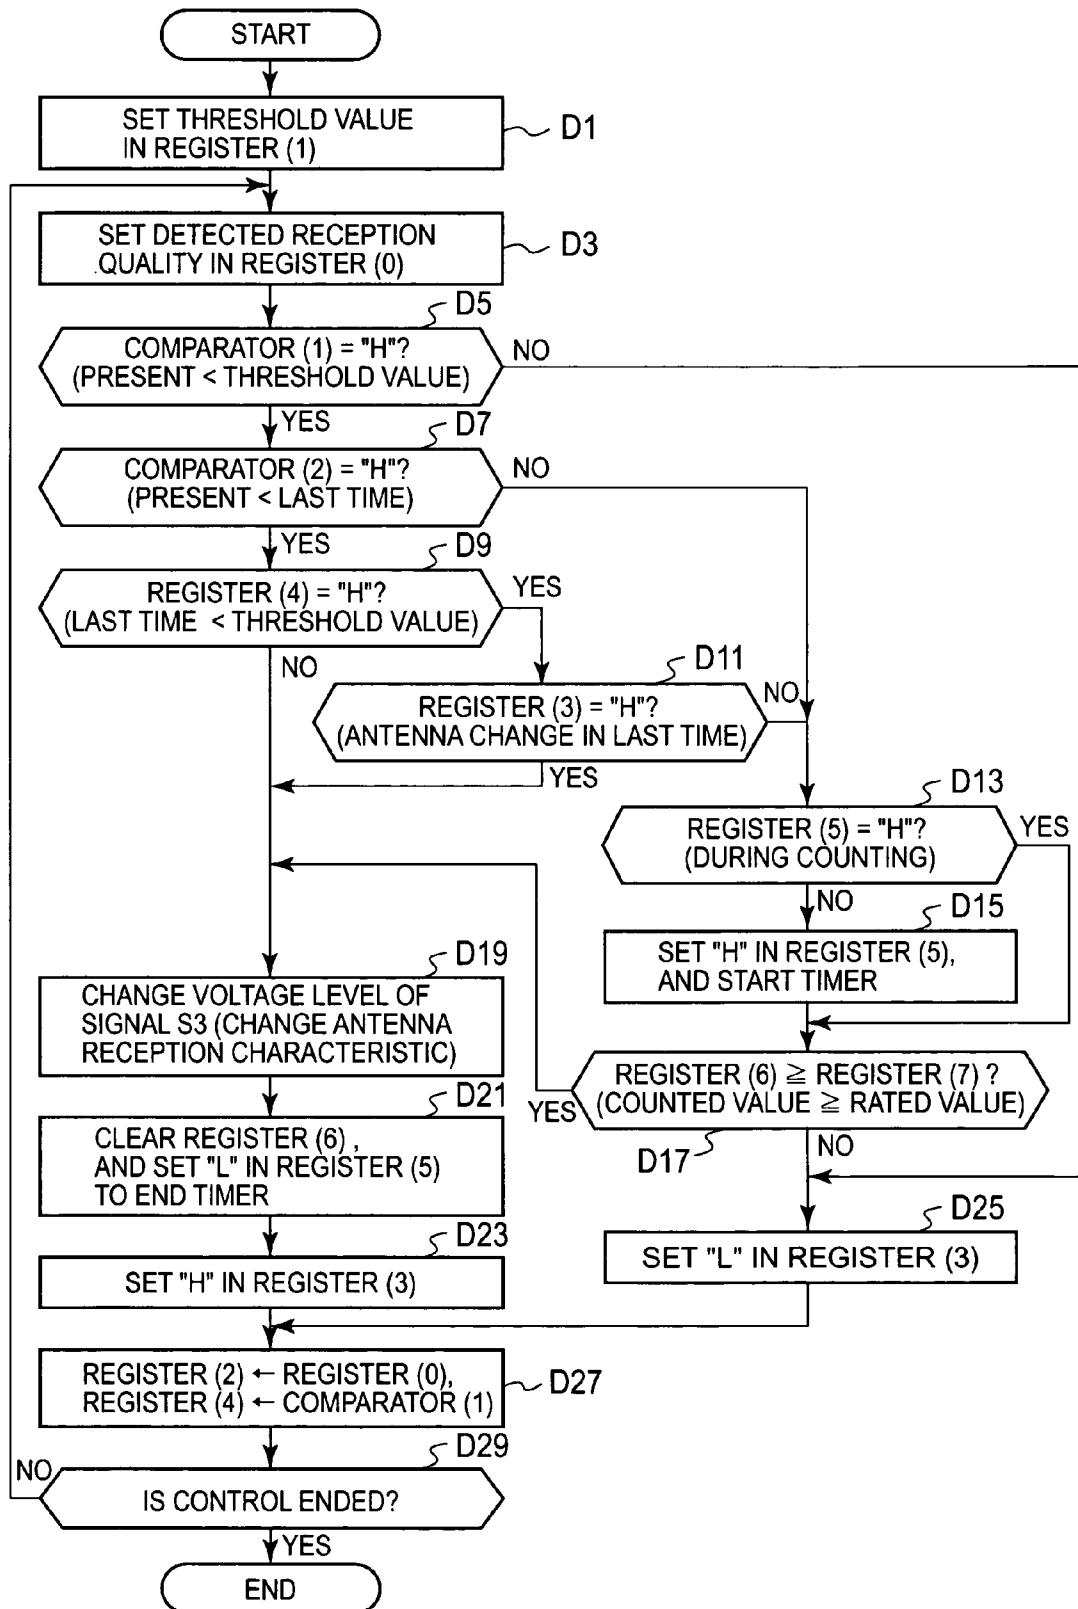 START
SET THRESHOLD VALUE
IN REGISTER (1)
D1
SET DETECTED RECEPTION
QUALITY IN REGISTER (0)
D3
D5
COMPARATOR (1) = "H"?
(PRESENT < THRESHOLD VALUE)
NO
YES
D7
COMPARATOR (2) = "H"?
(PRESENT < LAST TIME)
NO
YES
D9
REGISTER (4) = "H"?
(LAST TIME < THRESHOLD VALUE)
YES
NO
D11
REGISTER (3) = "H"?
(ANTENNA CHANGE IN LAST TIME)
NO
YES
D13
REGISTER (5) = "H"?
(DURING COUNTING)
YES
NO
D15
SET "H" IN REGISTER (5),
AND START TIMER
D19
CHANGE VOLTAGE LEVEL OF
SIGNAL S3 (CHANGE ANTENNA
RECEPTION CHARACTERISTIC)
REGISTER (6) ≧ REGISTER (7) ?
(COUNTED VALUE ≧ RATED VALUE)
YES
D17
NO
D21
CLEAR REGISTER (6) ,
AND SET "L" IN REGISTER (5)
TO END TIMER
D25
SET "L" IN REGISTER (3)
D23
SET "H" IN REGISTER (3)
REGISTER (2) ← REGISTER (0),
REGISTER (4) ← COMPARATOR (1)
D27
D29
NO
IS CONTROL ENDED?
YES
END